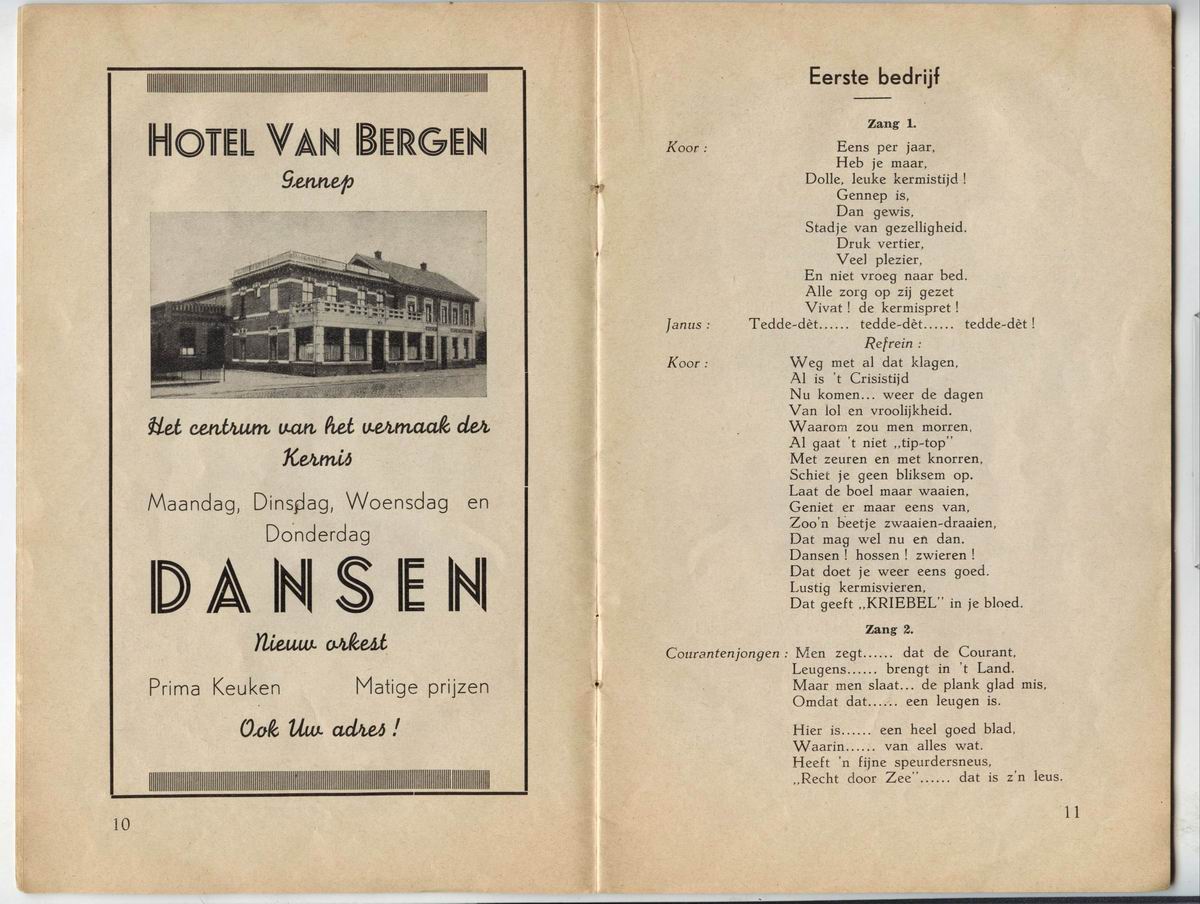 HOTEL VAN BERGEN
Gennep
Het centrum van het vermaak der
Kermis
Maandag, Dinsdag, Woensdag en
Donderdag
DANSEN
Nieuw orkest
Prima Keuken Matige prijzen
Ook Uw adres !
10
Eerste bedrijf
Zang 1.
Koor : Eens per jaar,
Heb je maar,
Dolle, leuke kermistijd !
Gennep is,
Dan gewis,
Stadje van gezelligheid.
Druk vertier,
Veel plezier,
En niet vroeg naar bed.
Alle zorg op zij gezet
Vivat ! de kermispret !
Janus : Tedde-dèt...... tedde-dèt...... tedde-dèt !
Refrein :
Koor : Weg met al dat klagen,
Al is 't Crisistijd
Nu komen... weer de dagen
Van lol en vroolijkheid.
Waarom zou men morren,
Al gaat 't niet „tip-top"
Met zeuren en met knorren,
Schiet je geen bliksem op.
Laat de boel maar waaien,
Geniet er maar eens van,
Zoo'n beetje zwaaien-draaien,
Dat mag wel nu en dan.
Dansen ! hossen ! zwieren !
Dat doet je weer eens goed.
Lustig kermisvieren,
Dat geeft „KRIEBEL" in je bloed.
Zang 2.
Courantenjongen : Men zegt...... dat de Courant,
Leugens...... brengt in 't Land.
Maar men slaat... de plank glad mis,
Omdat dat...... een leugen is.
Hier is...... een heel goed blad,
Waarin...... van alles wat.
Heeft 'n fijne speurdersneus,
„Recht door Zee"...... dat is z'n leus.
11